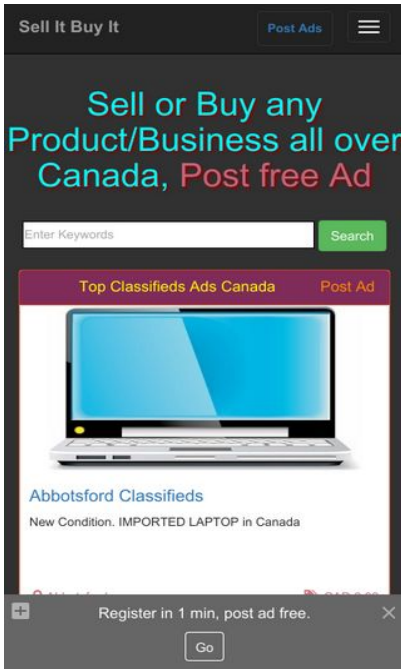 Sell It Buy It
Post Ads
Sell or Buy any
Product/Business all over
Canada, Post free Ad
Enter Keywords
Search
Top Classifieds Ads Canada
Post Ad
Abbotsford Classifieds
New Condition. IMPORTED LAPTOP in Canada
Register in 1 min, post ad free.
Go